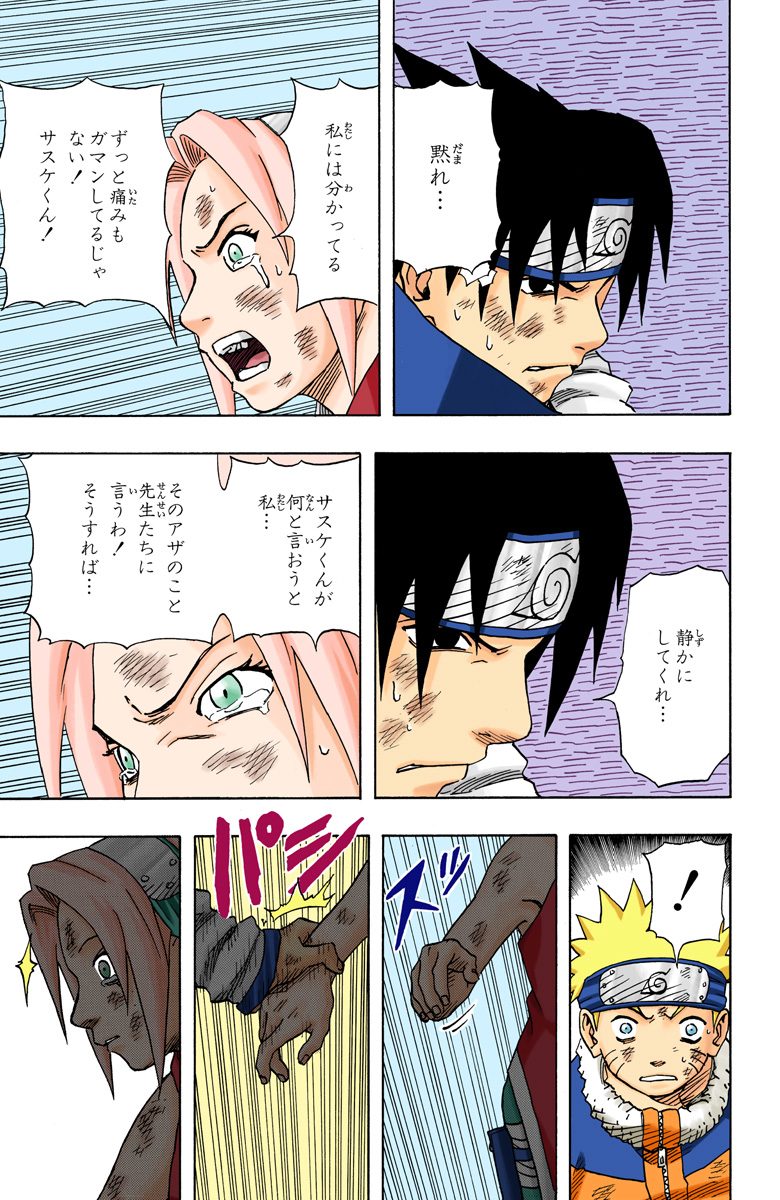 黙れ…
私には分かってる
ずっと痛みも
ガマンしてるじゃ
ない！
サスケくん！
静かに
してくれ…
サスケくんが
何と言おうと
私…
そのアザのこと
先生たちに
言うわ！
そうすれば…
！
スッ
パシ